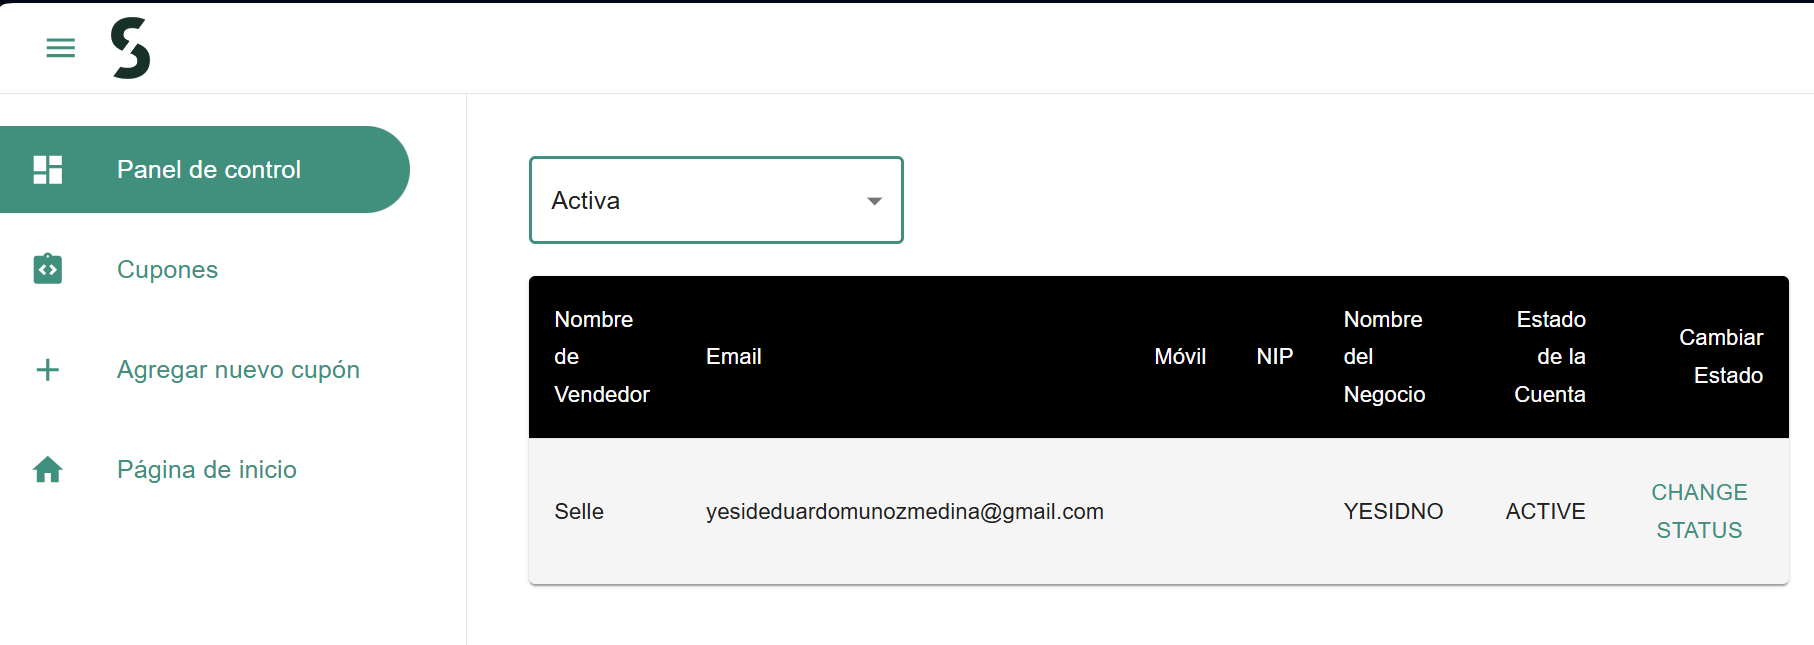 Panel de control
Cupones
Agregar nuevo cupón
Página de inicio
Activa
Nombre de Vendedor
Email
Móvil
NIP
Nombre del Negocio
Estado de la Cuenta
Cambiar Estado
Selle
yesideduardomunozmedina@gmail.com
YESIDNO
ACTIVE
CHANGE STATUS